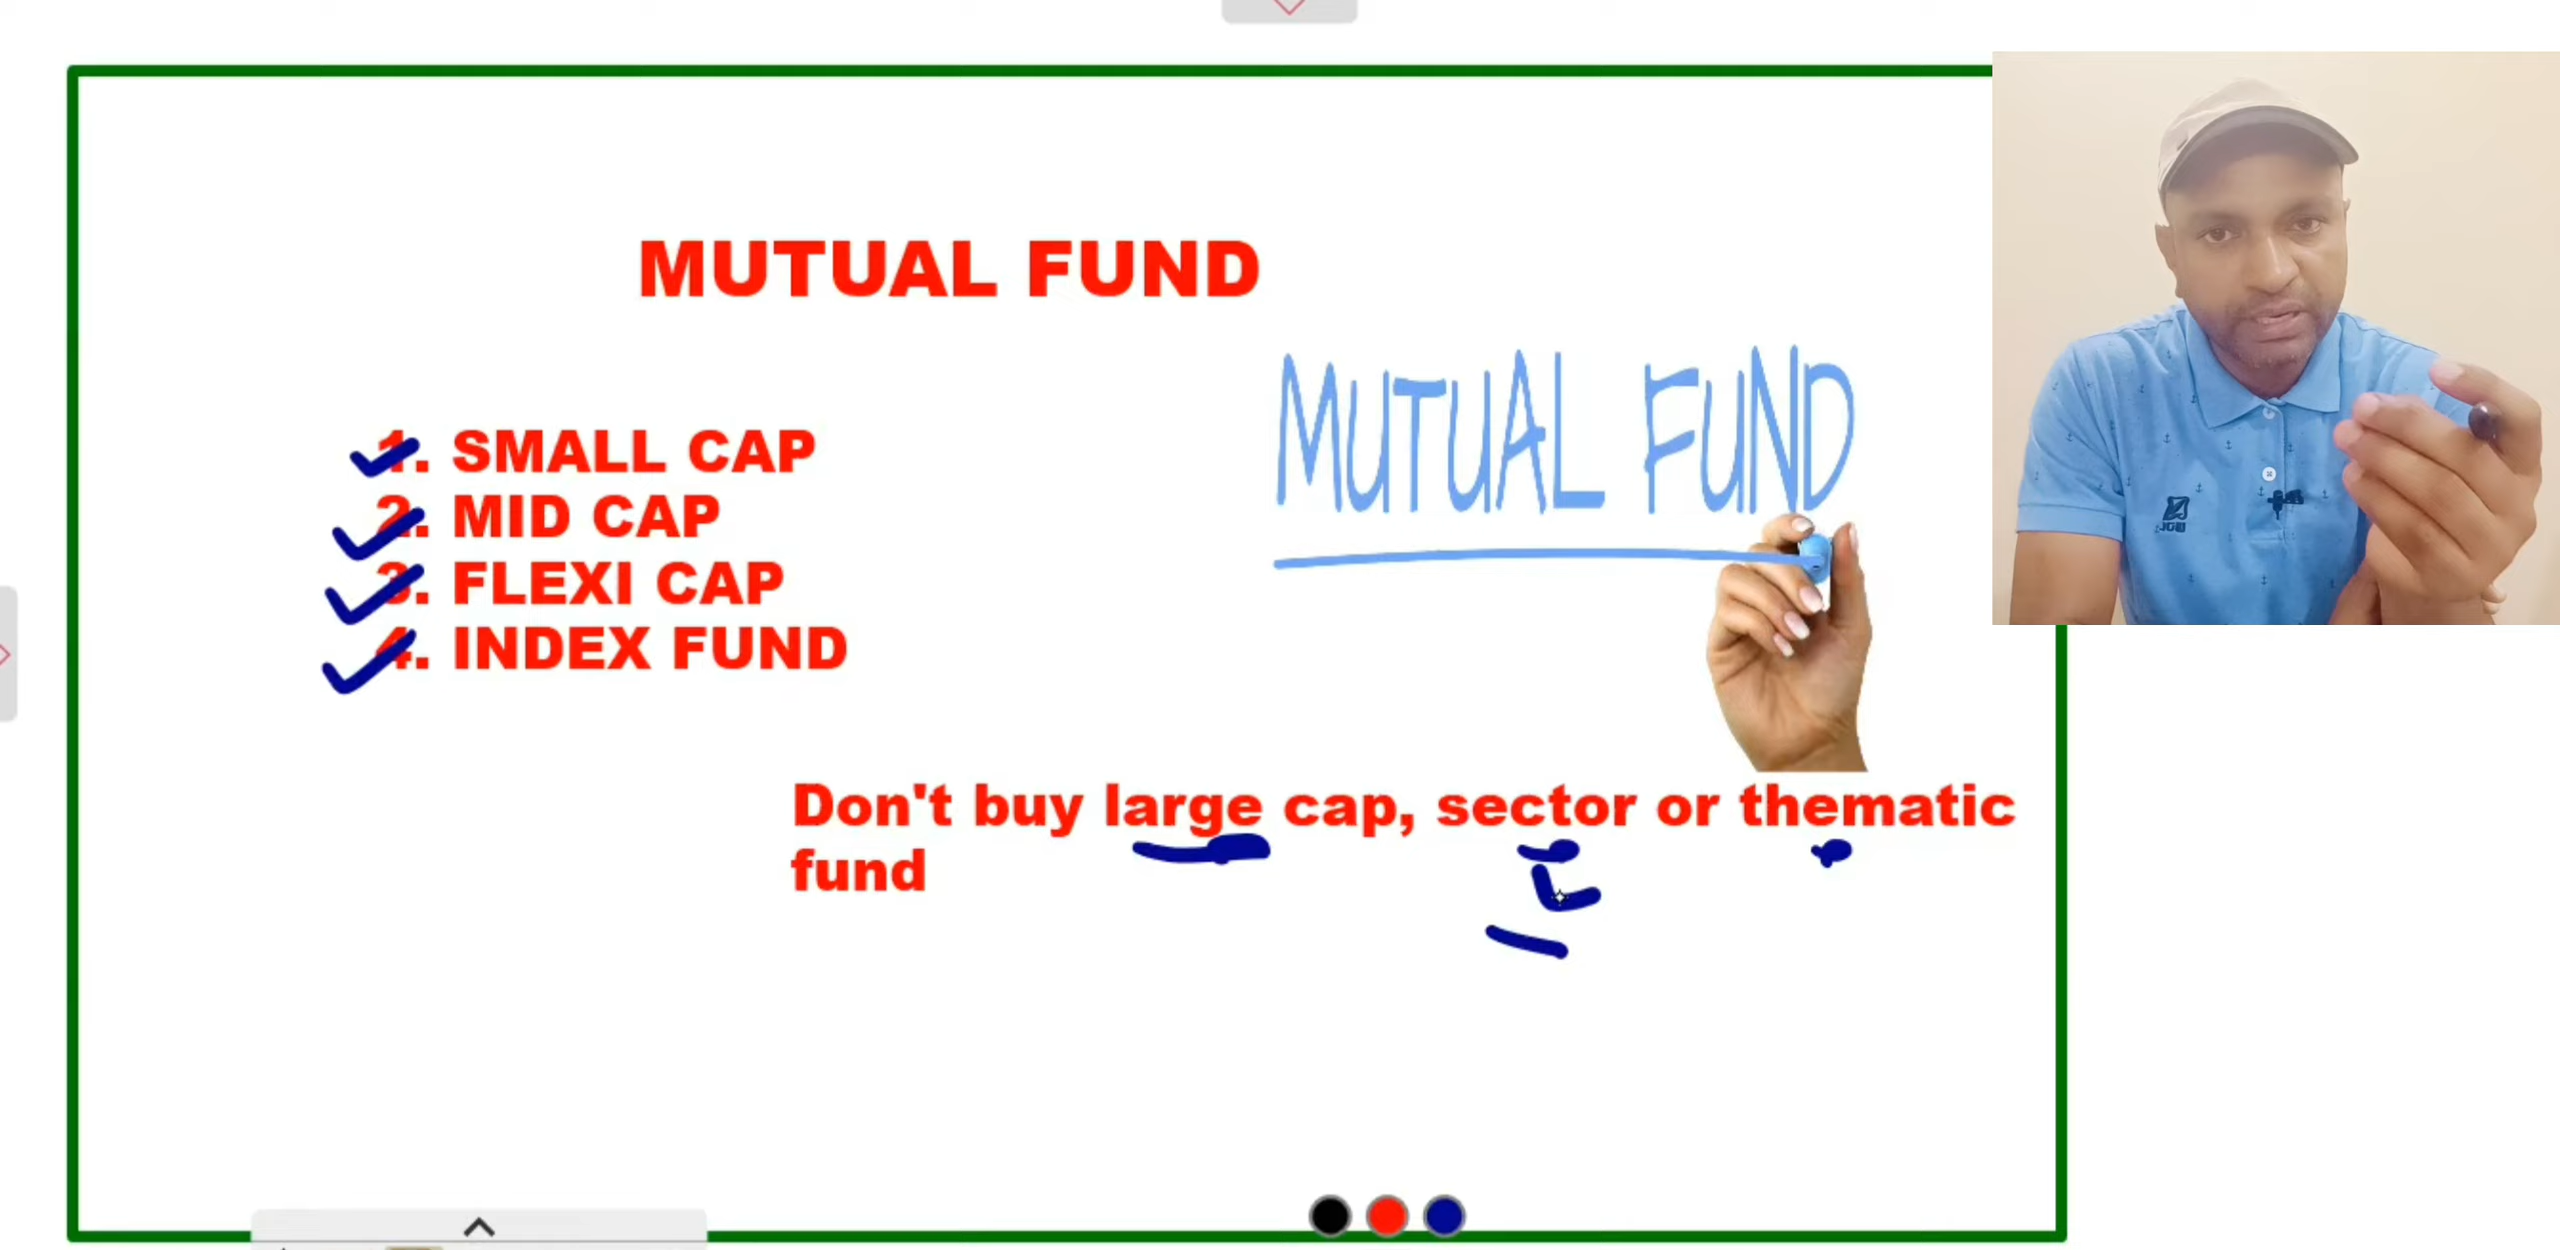 MUTUAL FUND
MUTUAL FUND
1. SMALL CAP
2. MID CAP
3. FLEXI CAP
4. INDEX FUND
Don't buy large cap, sector or thematic
fund